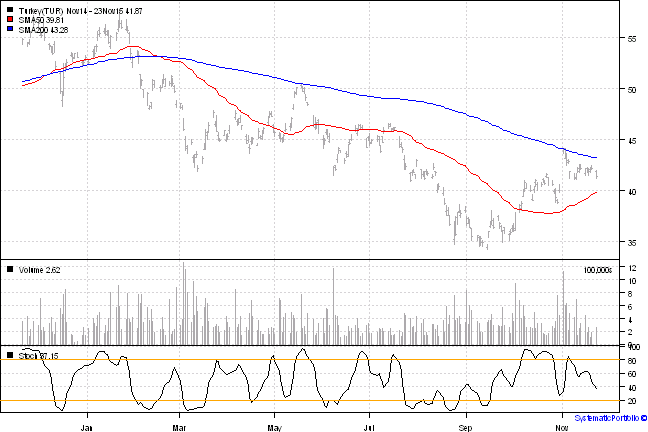 Turkey(TUR) Nov14 - 23Nov15 41.87
SMA50 39.81
SMA200 43.28
55
50
45
40
35
Volume 2.62
100,000s
12
10
8
6
4
2
0
Stoch 37.15
100
80
60
40
20
Jan Mar May Jul Sep Nov
SystematicPortfolio ©